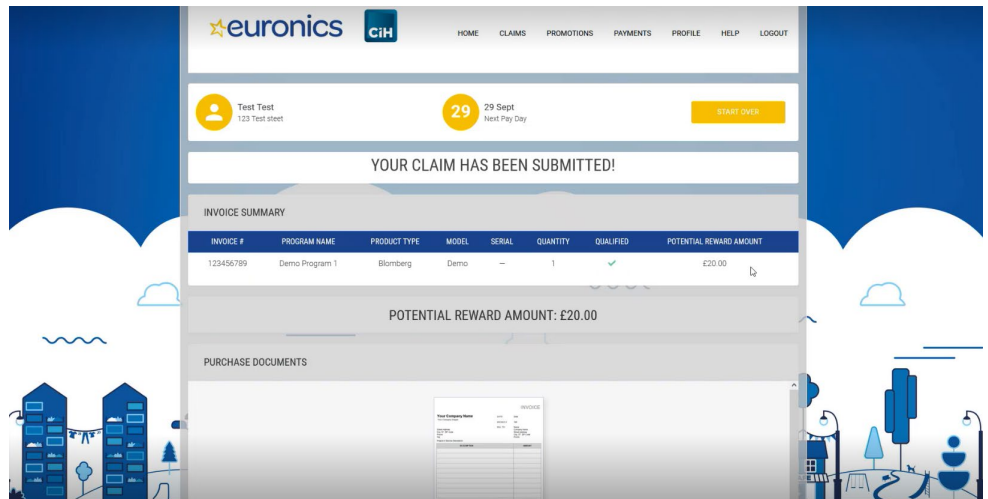 euronics
CiH
HOME CLAIMS PROMOTIONS PAYMENTS PROFILE HELP LOGOUT
Test Test
123 Test steet
29
29 Sept
Next Pay Day
START OVER
YOUR CLAIM HAS BEEN SUBMITTED!
INVOICE SUMMARY
INVOICE # PROGRAM NAME PRODUCT TYPE MODEL SERIAL QUANTITY QUALIFIED POTENTIAL REWARD AMOUNT
123456789 Demo Program 1 Blomberg Demo – 1 ✓ £20.00
POTENTIAL REWARD AMOUNT: £20.00
PURCHASE DOCUMENTS
INVOICE
Your Company Name